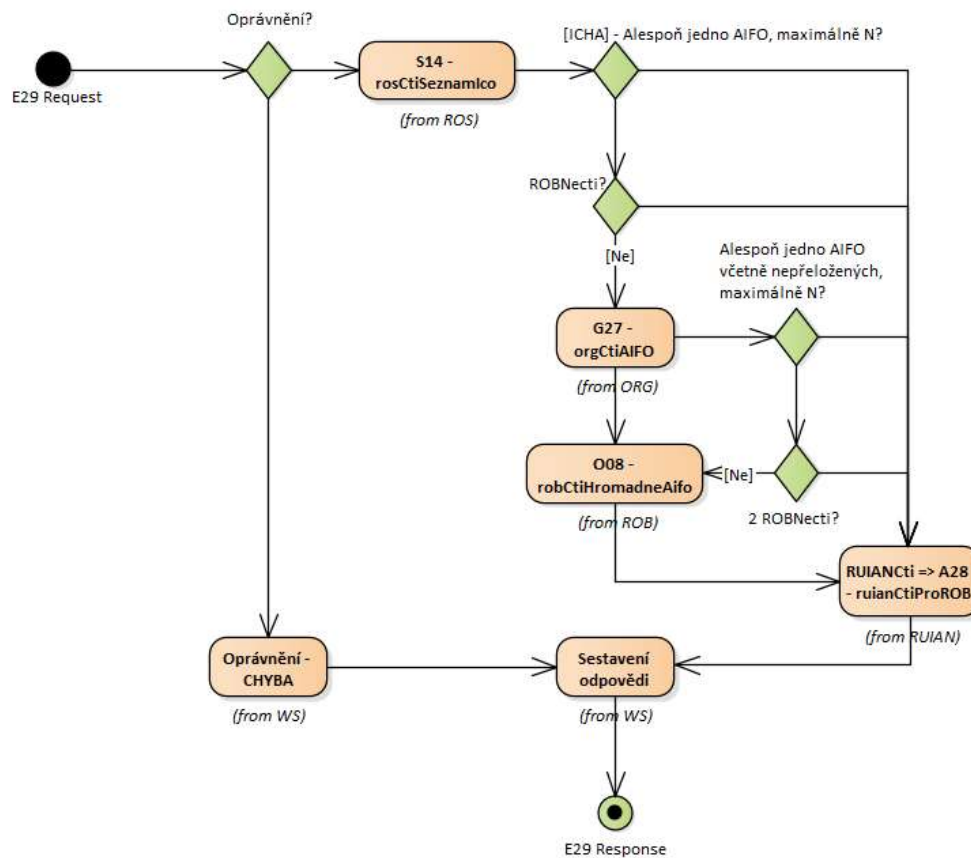 Oprávnění?
[ICHA] - Alespoň jedno AIFO, maximálně N?
E29 Request
S14 -
rosCtiSeznamIco
(from ROS)
ROBNecti?
[Ne]
Alespoň jedno AIFO
včetně nepřeložených,
maximálně N?
G27 -
orgCtiAIFO
(from ORG)
O08 -
robCtiHromadneAifo
(from ROB)
[Ne]
2 ROBNecti?
RUIANCti => A28
- ruianCtiProROB
(from RUIAN)
Oprávnění -
CHYBA
(from WS)
Sestavení
odpovědi
(from WS)
E29 Response